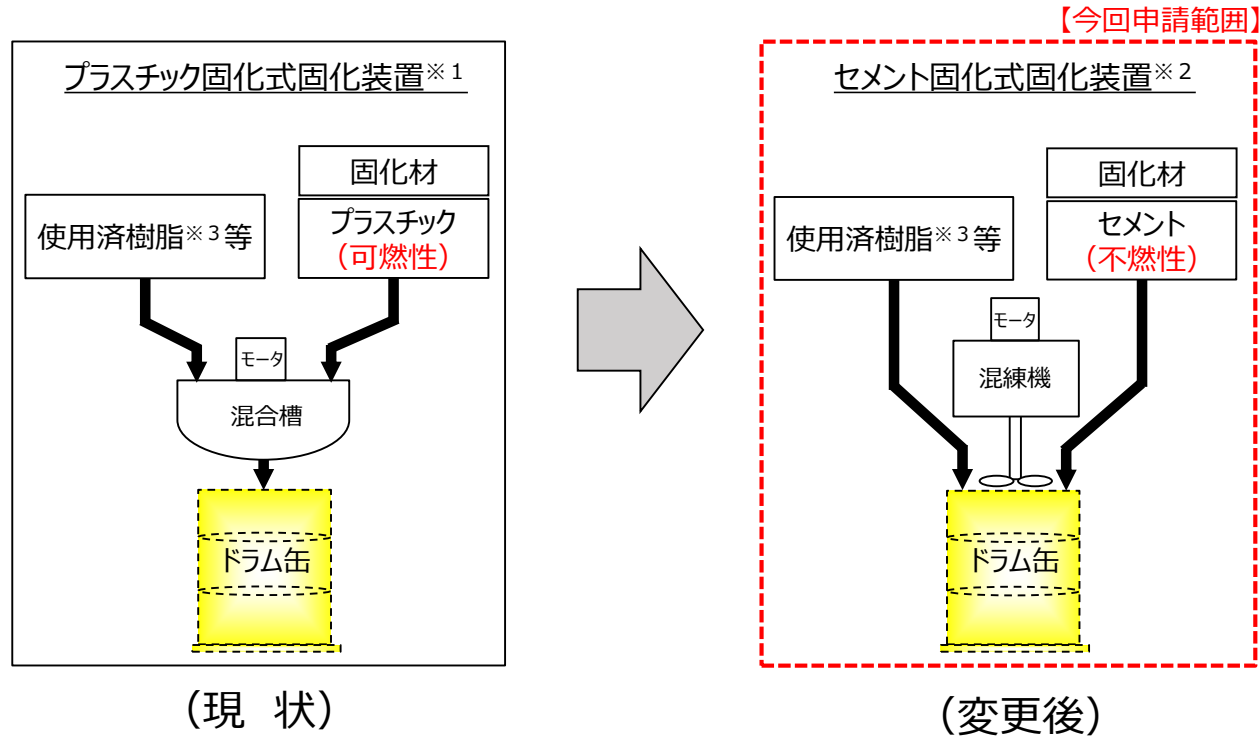 【今回申請範囲】
プラスチック固化式固化装置※1
固化材
使用済樹脂※3等
プラスチック
(可燃性)
モータ
混合槽
ドラム缶
(現 状)
セメント固化式固化装置※2
固化材
使用済樹脂※3等
セメント
(不燃性)
モータ
混練機
ドラム缶
(変更後)